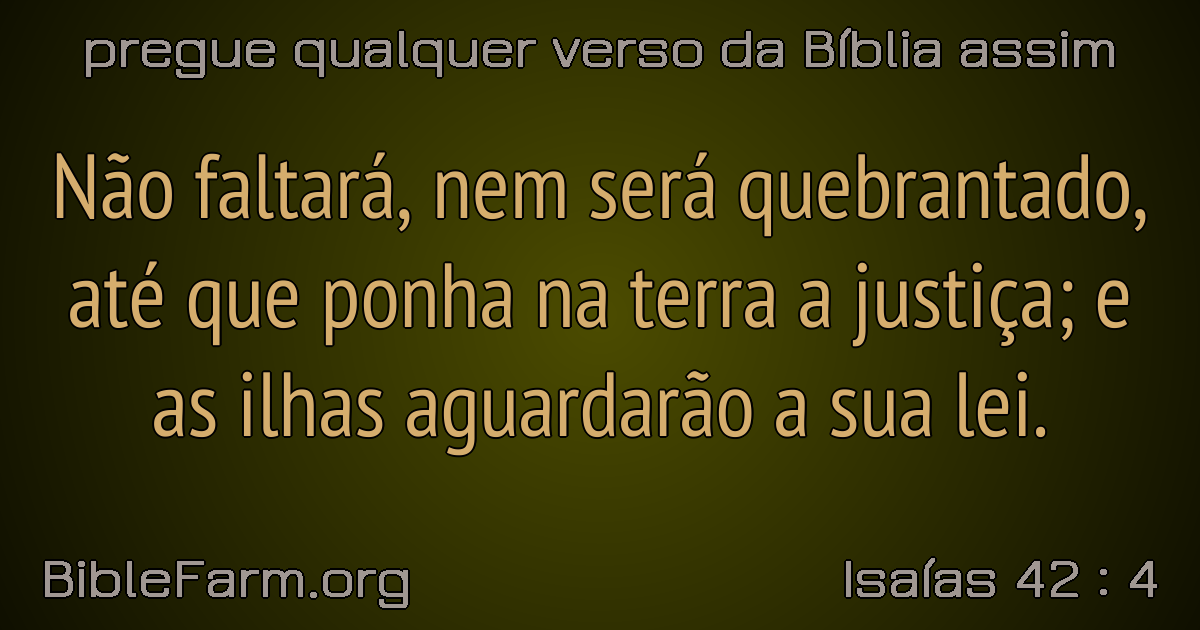 pregue qualquer verso da Bíblia assim
Não faltará, nem será quebrantado,
até que ponha na terra a justiça; e
as ilhas aguardarão a sua lei.
BibleFarm.org
Isaías 42 : 4